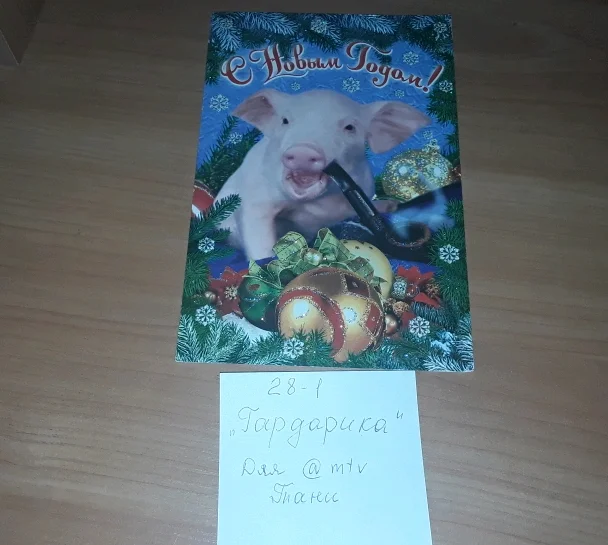 С Новым Годом!
28-1
„Гардарика"
Для @mtv
Тани